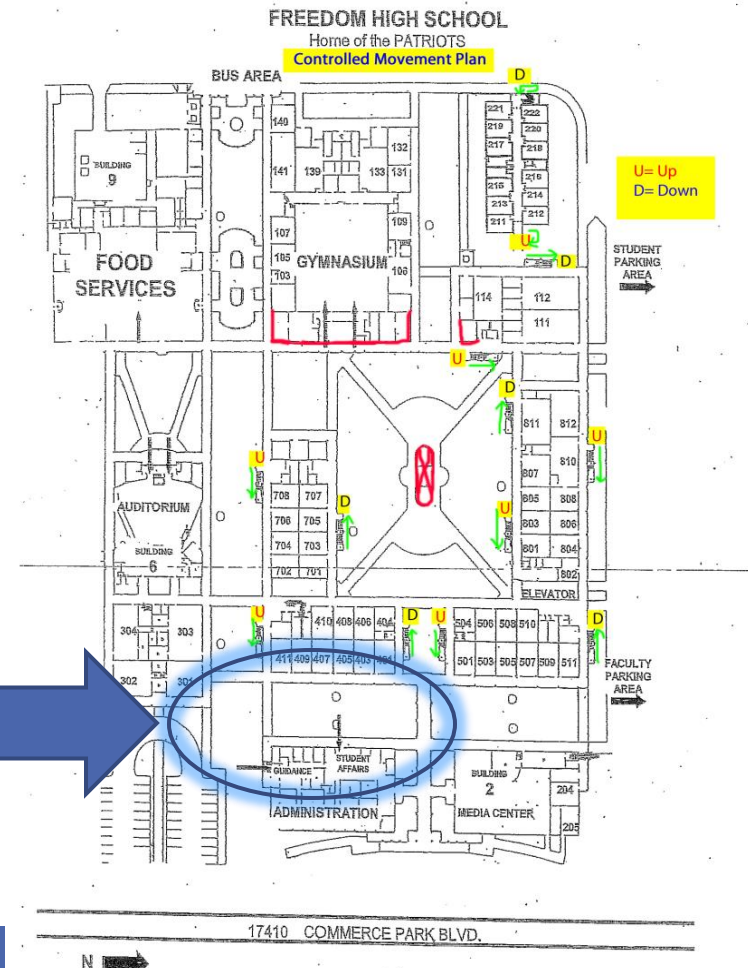 FREEDOM HIGH SCHOOL
Home of the PATRIOTS
Controlled Movement Plan
BUS AREA
D
140
132
141
139
133
131
221
222
219
220
217
218
216
215
214
213
212
211
U= Up
D= Down
BUILDING
9
FOOD
SERVICES
107
105
103
GYMNASIUM
109
106
U
D
STUDENT
PARKING
AREA
114
112
111
U
D
811
812
U
810
807
805
808
803
806
801
804
802
U
ELEVATOR
U
708
707
706
705
704
703
702
701
D
AUDITORIUM
BUILDING
6
304
303
302
301
U
410
408
406
404
411
409
407
405
403
D
U
504
506
508
510
501
503
505
507
509
511
D
FACULTY
PARKING
AREA
GUIDANCE
STUDENT
AFFAIRS
ADMINISTRATION
BUILDING
2
MEDIA CENTER
204
205
17410 COMMERCE PARK BLVD.
N